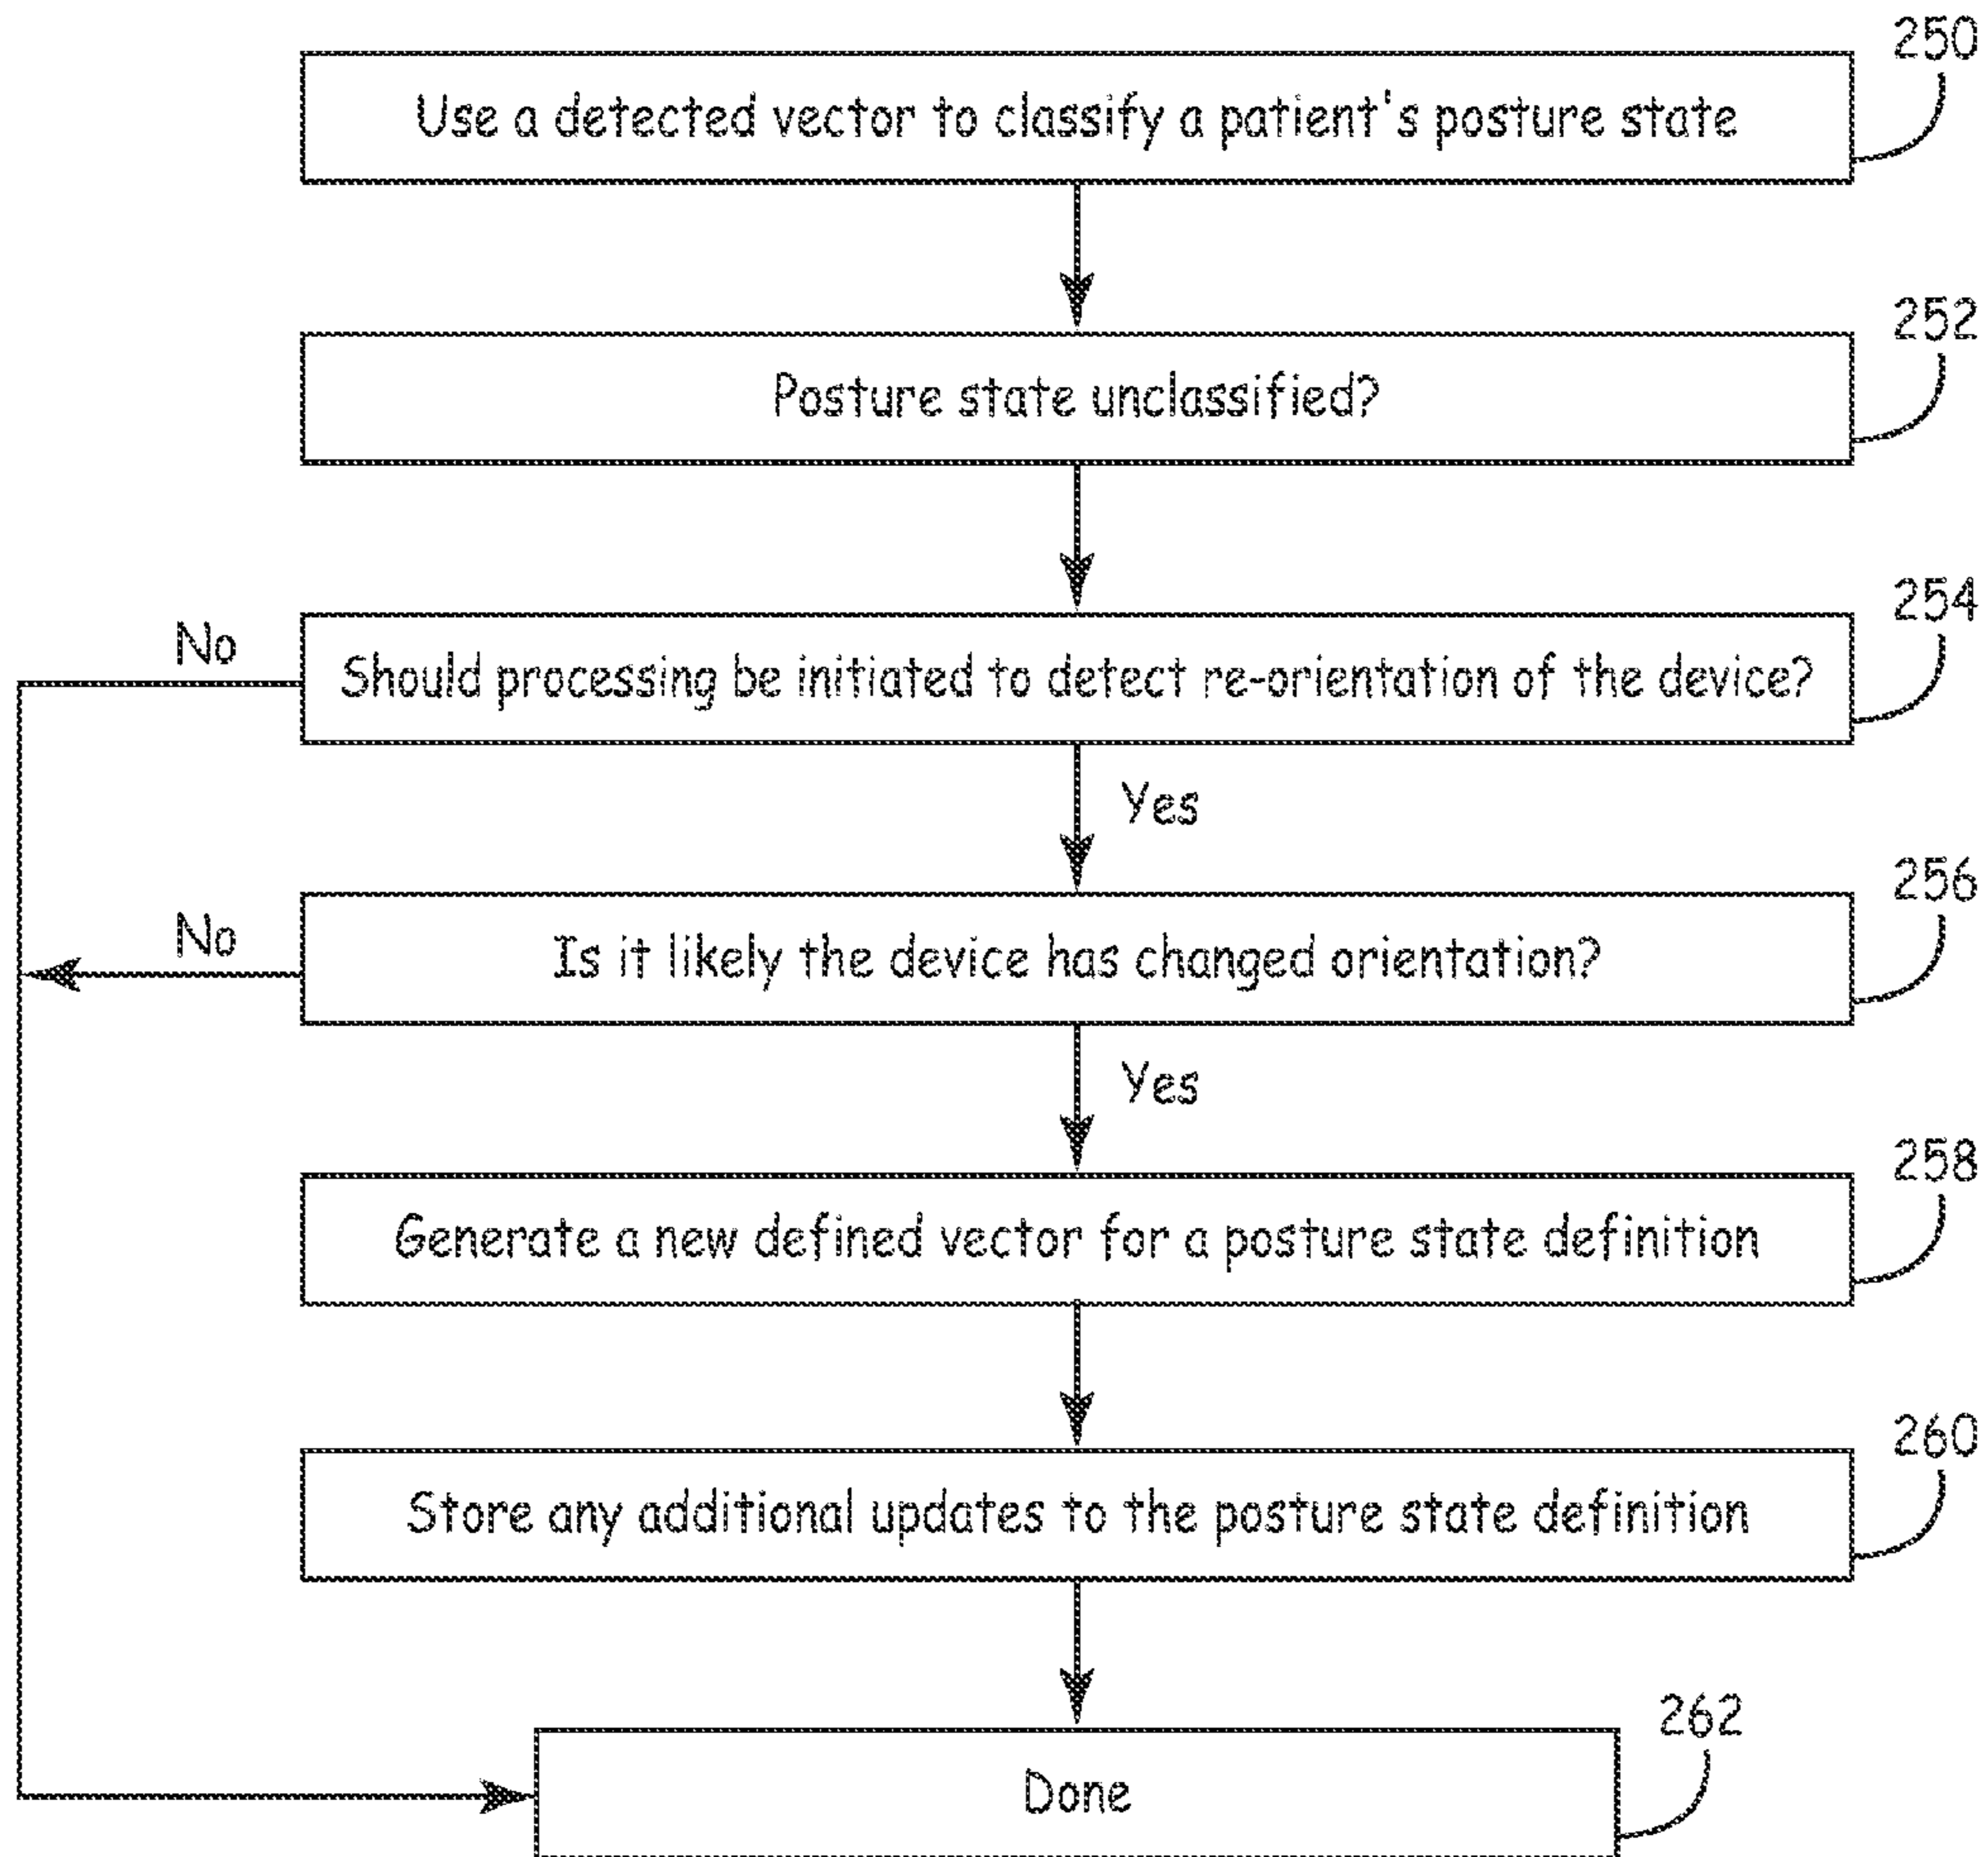 250
Use a detected vector to classify a patient's posture state
252
Posture state unclassified?
254
No
Should processing be initiated to detect re-orientation of the device?
Yes
256
No
Is it likely the device has changed orientation?
Yes
258
Generate a new defined vector for a posture state definition
260
Store any additional updates to the posture state definition
262
Done